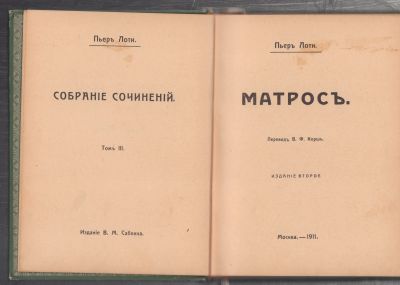 Пьеръ Лоти.
СОБРАНІЕ СОЧИНЕНІЙ.
Томъ III.
Изданіе В. М. Саблина.
Пьеръ Лоти.
МАТРОСЪ.
Переводъ В. Ф. Корша.
ИЗДАНІЕ ВТОРОЕ
Москва.—1911.